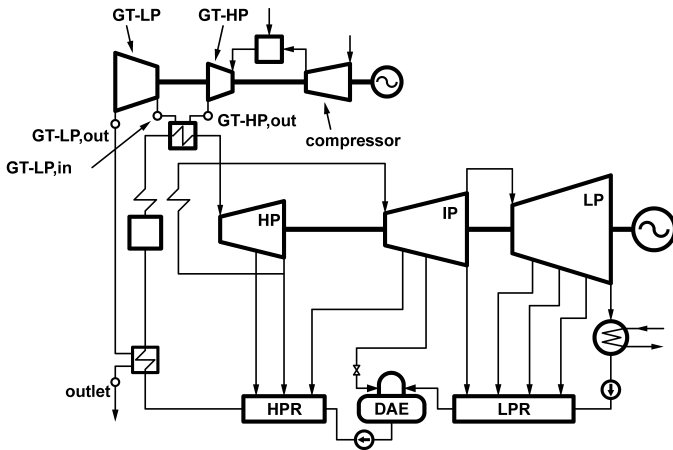 GT-LP
GT-HP
GT-LP,out
GT-HP,out
compressor
GT-LP,in
HP
IP
LP
outlet
HPR
DAE
LPR